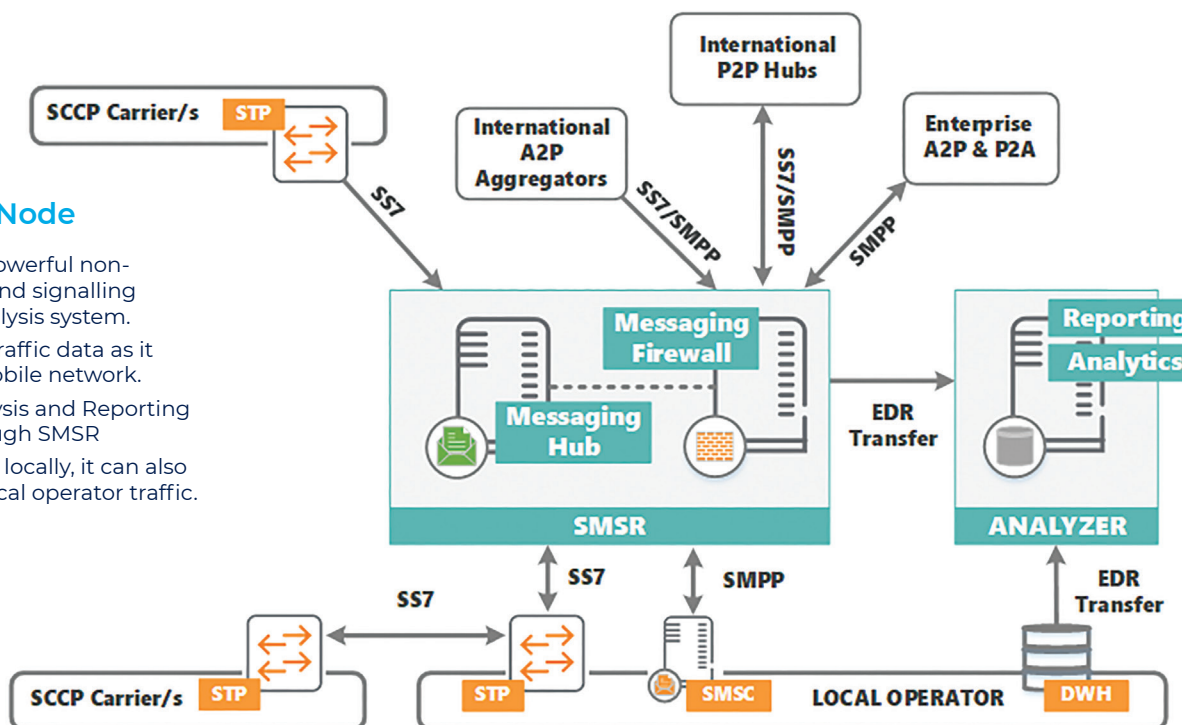 International
P2P Hubs
SCCP Carrier/s
STP
International
A2P
Aggregators
Enterprise
A2P & P2A
SS7
SS7/SMPP
SS7/SMPP
SMPP
Node
owerful non-
nd signalling
lysis system.
raffic data as it
obile network.
ysis and Reporting
ugh SMSR
locally, it can also
cal operator traffic.
Messaging
Firewall
Messaging
Hub
SMSR
EDR
Transfer
Reporting
Analytics
ANALYZER
SS7
SMPP
EDR
Transfer
SS7
SCCP Carrier/s
STP
STP
SMSC
LOCAL OPERATOR
DWH